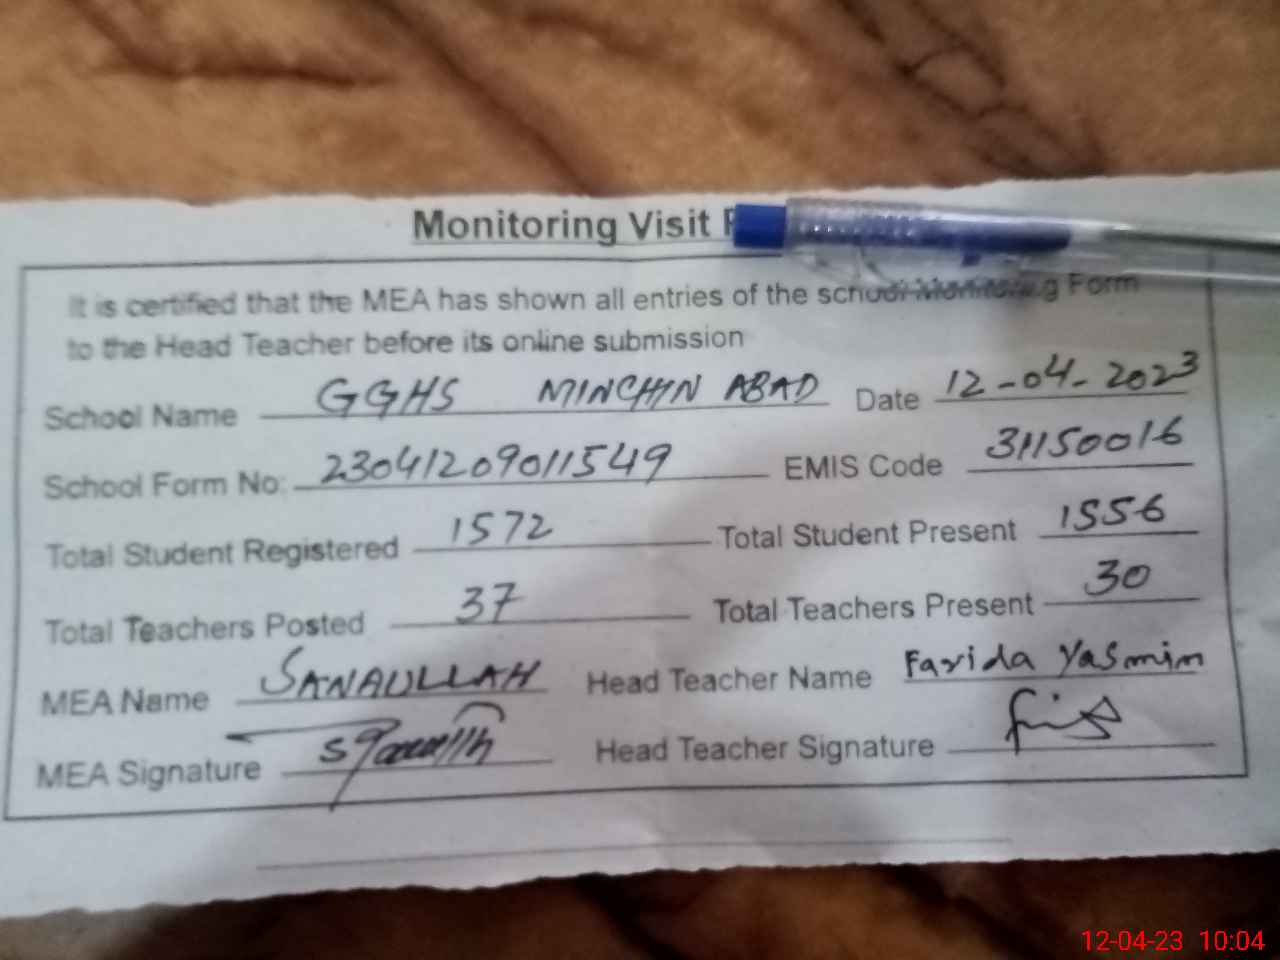 Monitoring Visit
It is certified that the MEA has shown all entries of the school Monitoring Form
to the Head Teacher before its online submission
School Name GGHS MINCHIN ABAD Date 12-04-2023
School Form No: 23041209011549 EMIS Code 31150016
Total Student Registered 1572 Total Student Present 1556
Total Teachers Posted 37 Total Teachers Present 30
MEA Name SANAULLAH Head Teacher Name Farida Yasmim
MEA Signature Head Teacher Signature
12-04-23 10:04